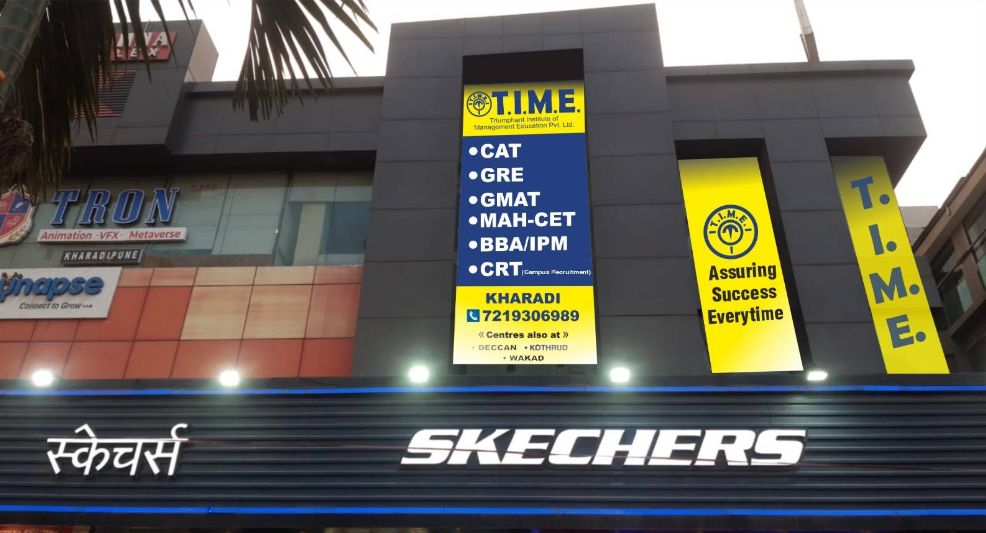 T.I.M.E.
Triumphant Institute of
Management Education Pvt. Ltd.
• CAT
• GRE
• GMAT
• MAH-CET
• BBA/IPM
• CRT (Campus Recruitment)
KHARADI
7219306989
« Centres also at »
• DECCAN • KOTHRUD
• WAKAD
T.I.M.E.
Assuring
Success
Everytime
T.
I.
M.
E.
TRON
Animation -VFX- Metaverse
KHARADI,PUNE
ynapse
Connect to Grow
स्केचर्स
SKECHERS